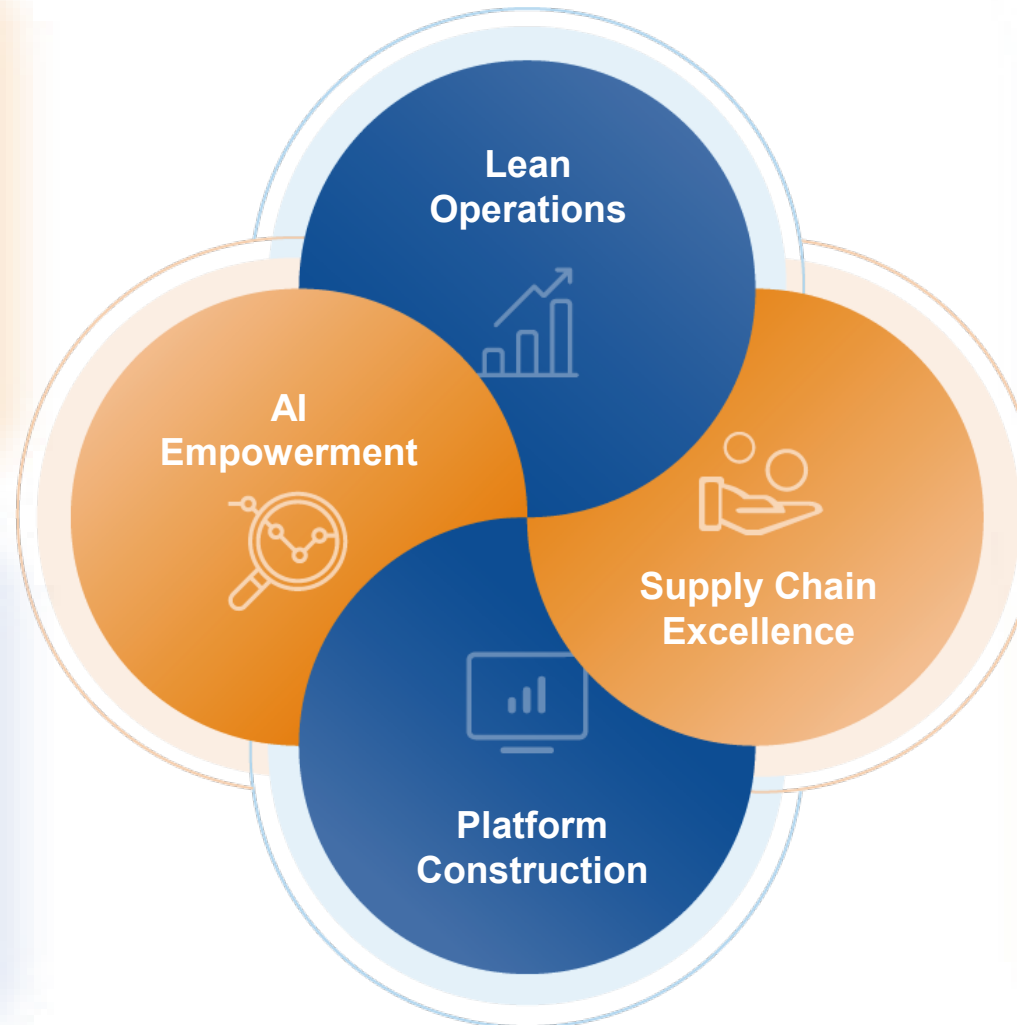 Lean
Operations
AI
Empowerment
Supply Chain
Excellence
Platform
Construction